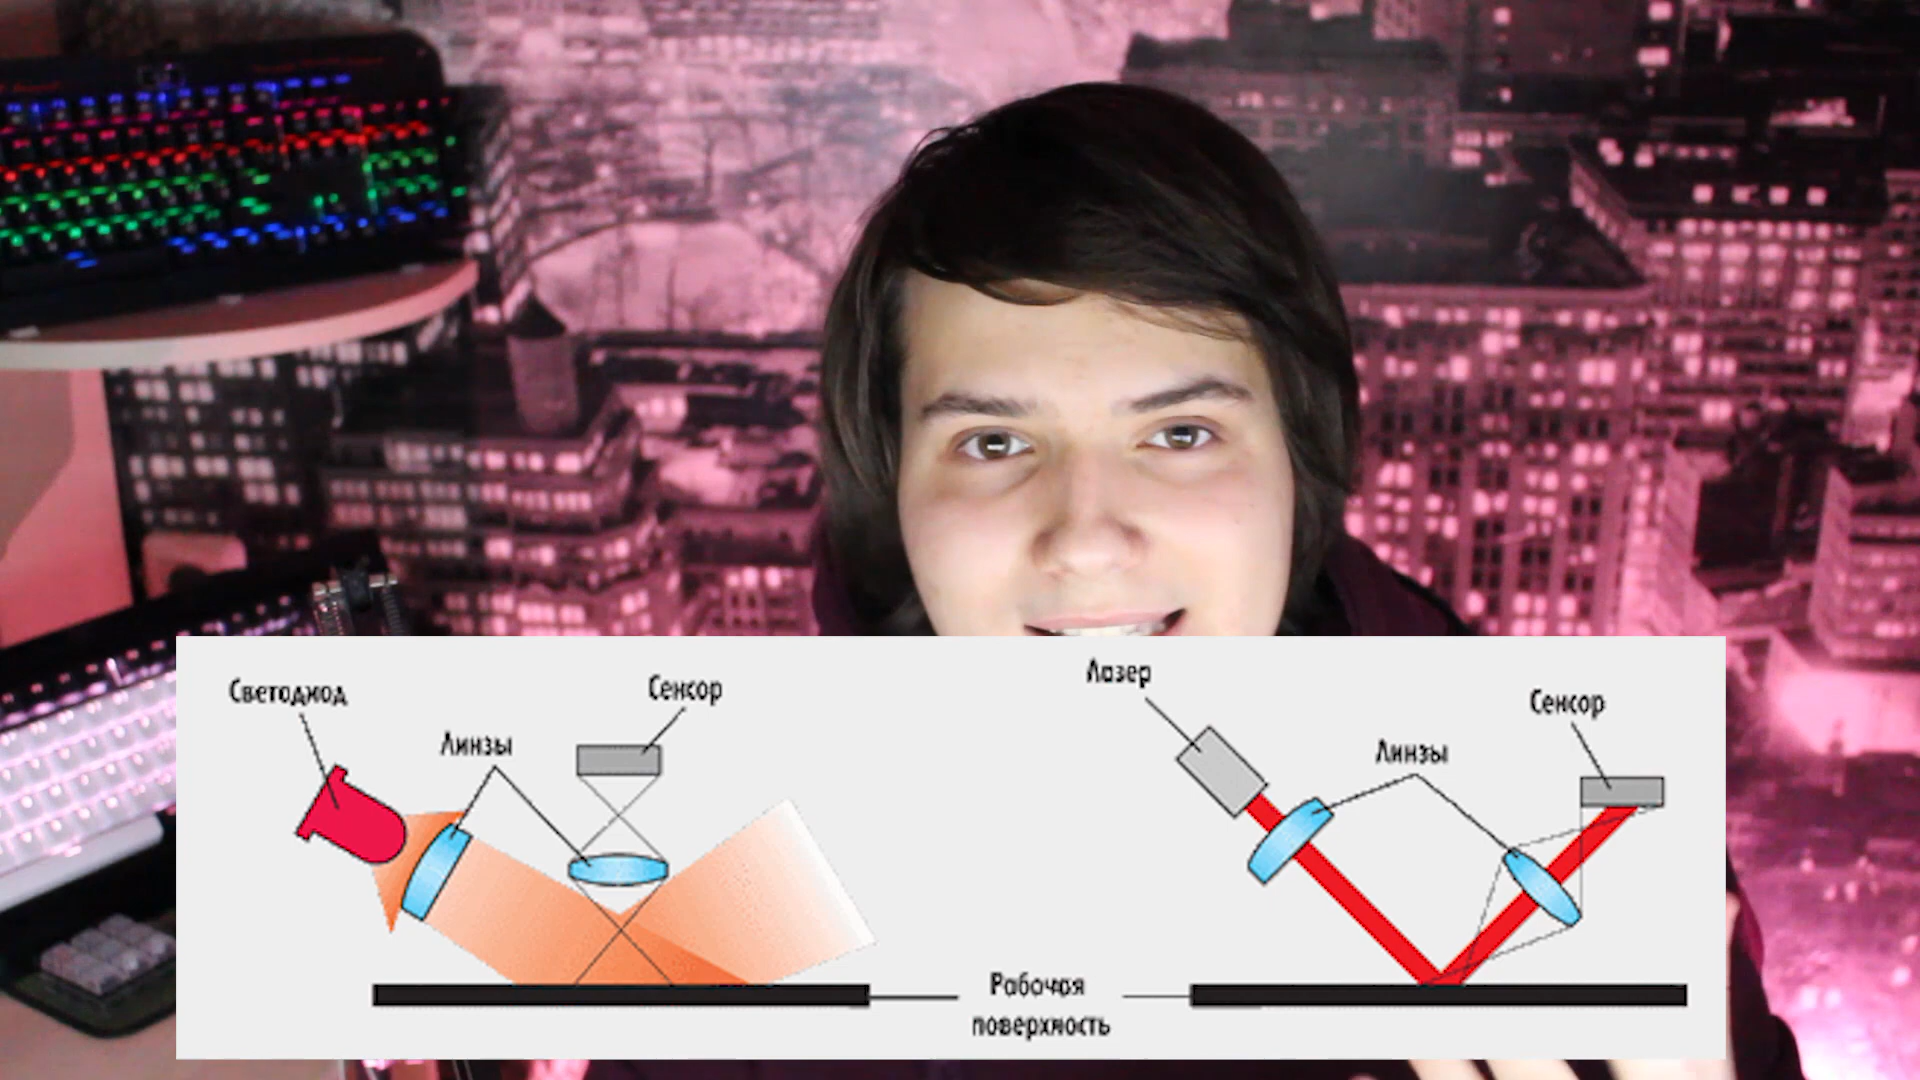 Светодиод
Линзы
Сенсор
Лазер
Линзы
Сенсор
Рабочая
поверхность